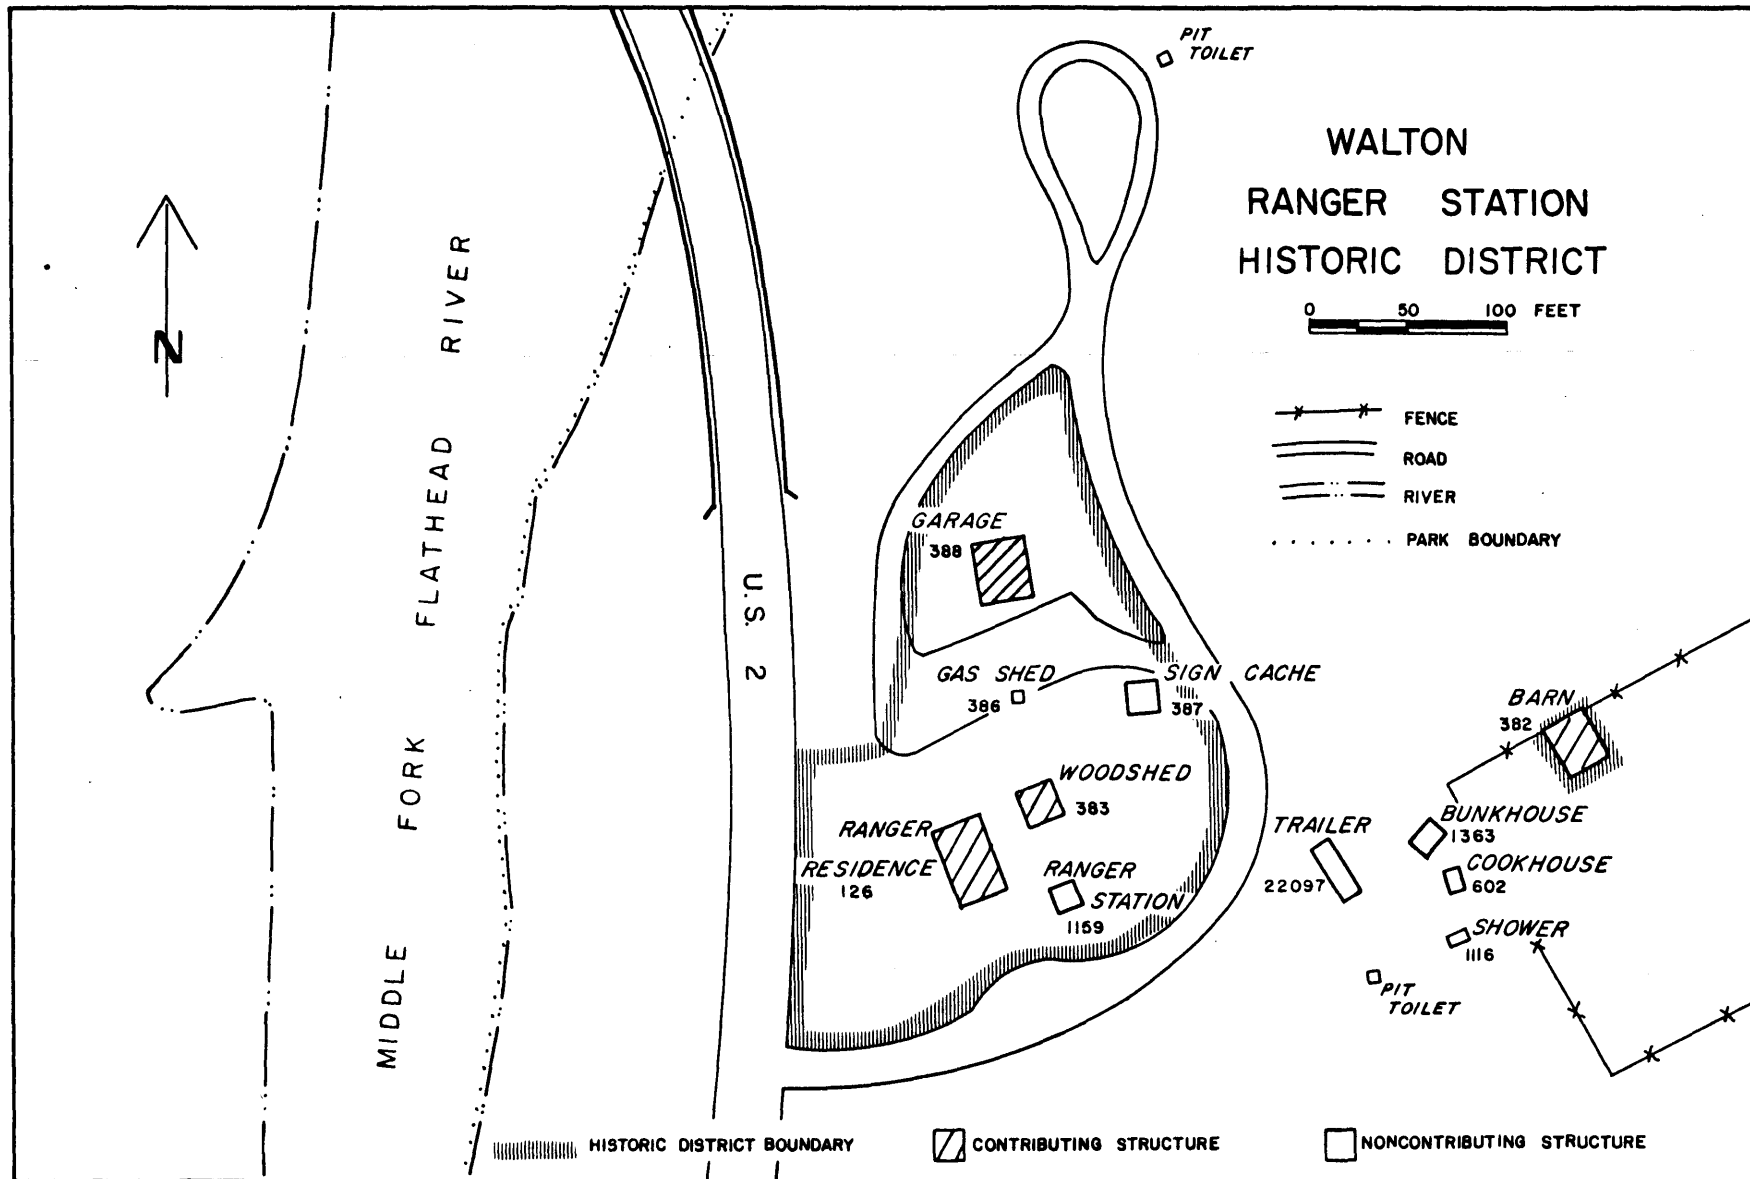 PIT
TOILET
WALTON
RANGER STATION
HISTORIC DISTRICT
0 50 100 FEET
FENCE
ROAD
RIVER
PARK BOUNDARY
N
MIDDLE FORK FLATHEAD RIVER
U.S. 2
GARAGE
388
GAS SHED
386
SIGN CACHE
387
BARN
382
WOODSHED
383
RANGER
RESIDENCE
126
RANGER
STATION
1159
TRAILER
22097
BUNKHOUSE
1363
COOKHOUSE
602
SHOWER
1116
PIT
TOILET
HISTORIC DISTRICT BOUNDARY
CONTRIBUTING STRUCTURE
NONCONTRIBUTING STRUCTURE